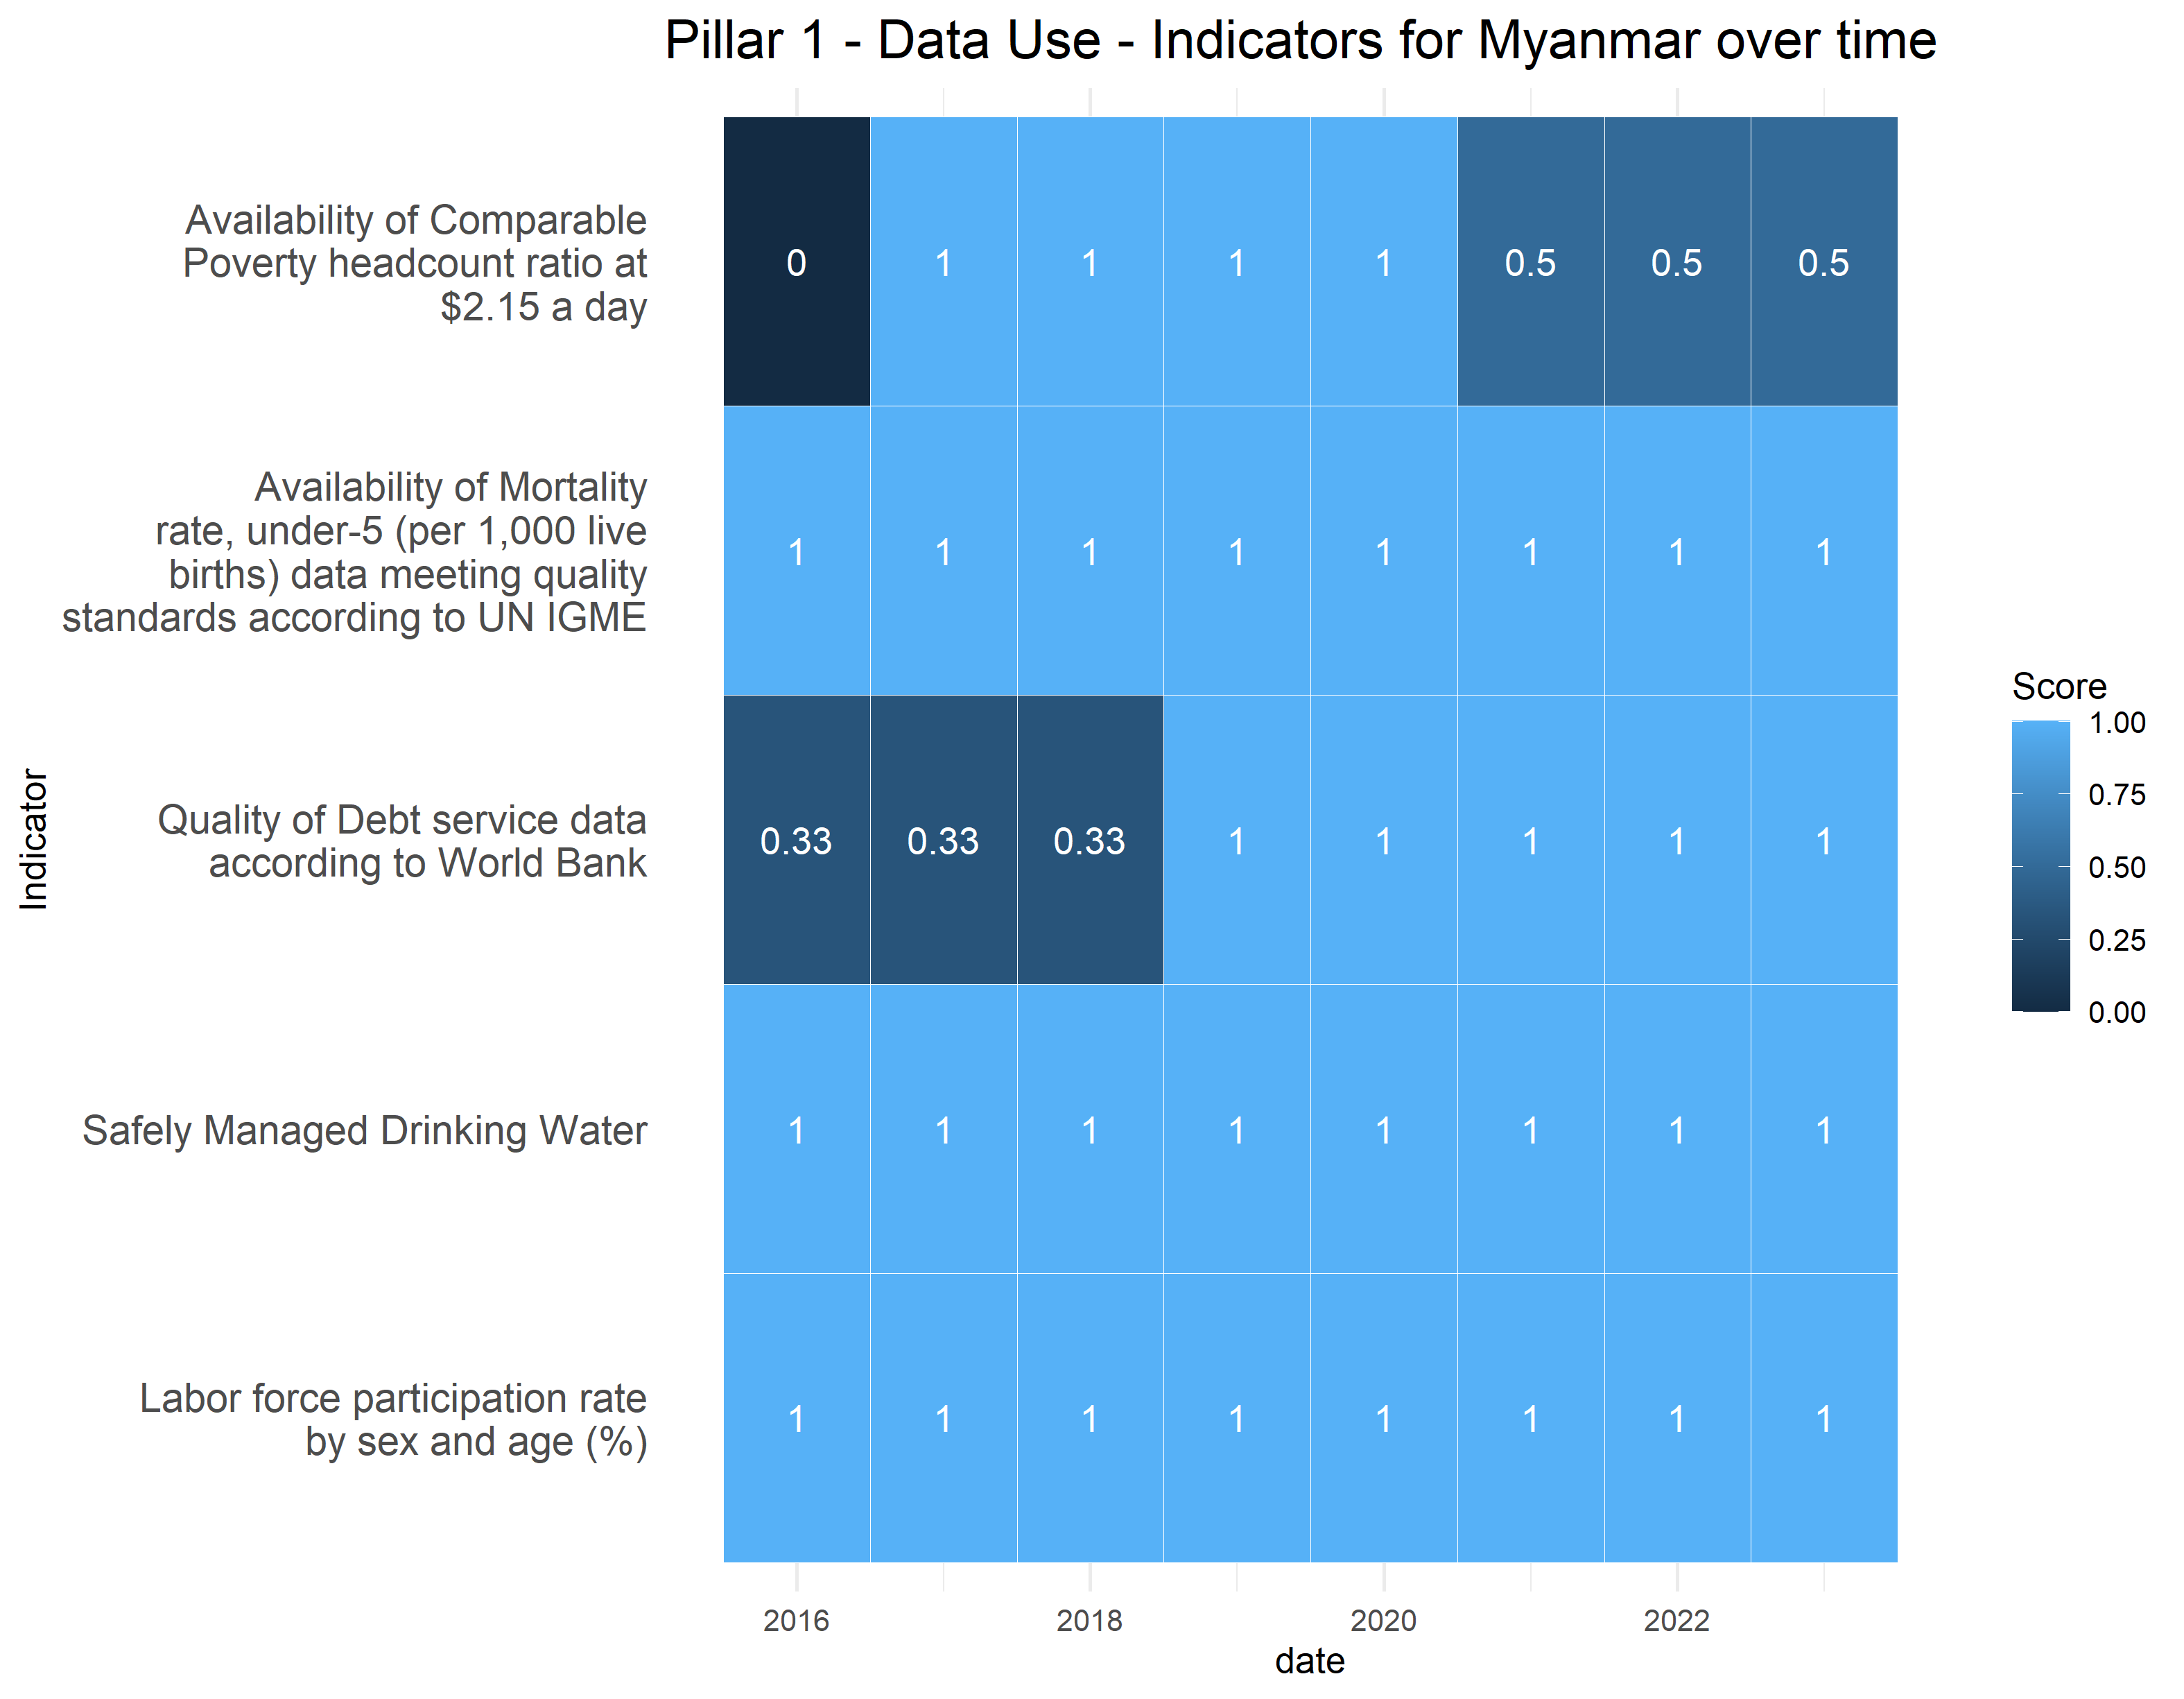 Pillar 1 - Data Use - Indicators for Myanmar over time
Indicator
Availability of Comparable
Poverty headcount ratio at
$2.15 a day
0 1 1 1 1 0.5 0.5 0.5
Availability of Mortality
rate, under-5 (per 1,000 live
births) data meeting quality
standards according to UN IGME
1 1 1 1 1 1 1 1
Quality of Debt service data
according to World Bank
0.33 0.33 0.33 1 1 1 1 1
Safely Managed Drinking Water
1 1 1 1 1 1 1 1
Labor force participation rate
by sex and age (%)
1 1 1 1 1 1 1 1
2016 2018 2020 2022
date
Score
1.00
0.75
0.50
0.25
0.00